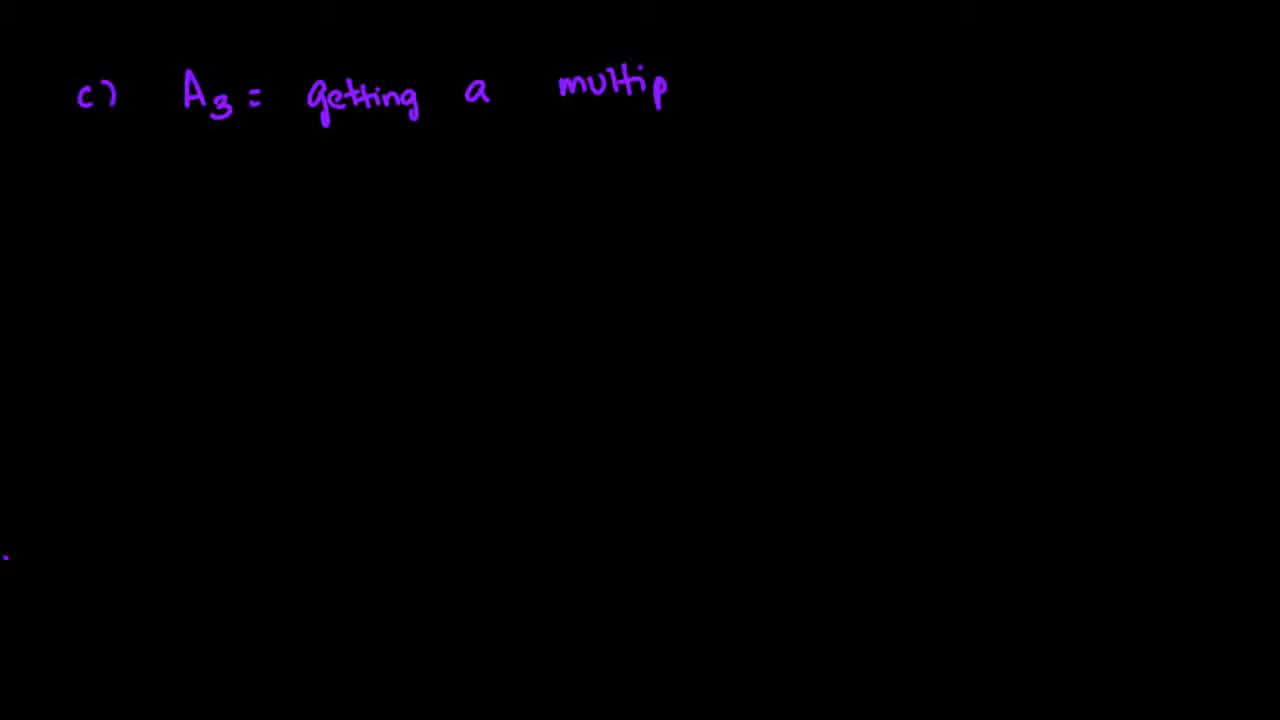 c) A₃ = getting a multip